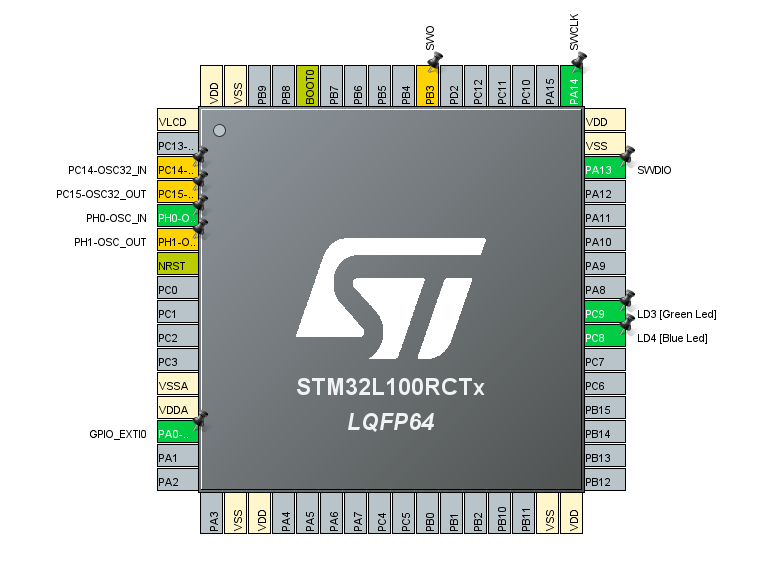 SWO
SWCLK
VDD
VSS
PB9
PB8
BOOT0
PB7
PB6
PB5
PB4
PB3
PD2
PC12
PC11
PC10
PA15
PA14
VLCD
PC13-..
PC14-OSC32_IN PC14-..
PC15-OSC32_OUT PC15-..
PH0-OSC_IN PH0-O..
PH1-OSC_OUT PH1-O..
NRST
PC0
PC1
PC2
PC3
VSSA
VDDA
GPIO_EXTI0 PA0-..
PA1
PA2
VDD
VSS
PA13 SWDIO
PA12
PA11
PA10
PA9
PA8
PC9 LD3 [Green Led]
PC8 LD4 [Blue Led]
PC7
PC6
PB15
PB14
PB13
PB12
ST
STM32L100RCTx
LQFP64
PA3
VSS
VDD
PA4
PA5
PA6
PA7
PC4
PC5
PB0
PB1
PB2
PB10
PB11
VSS
VDD